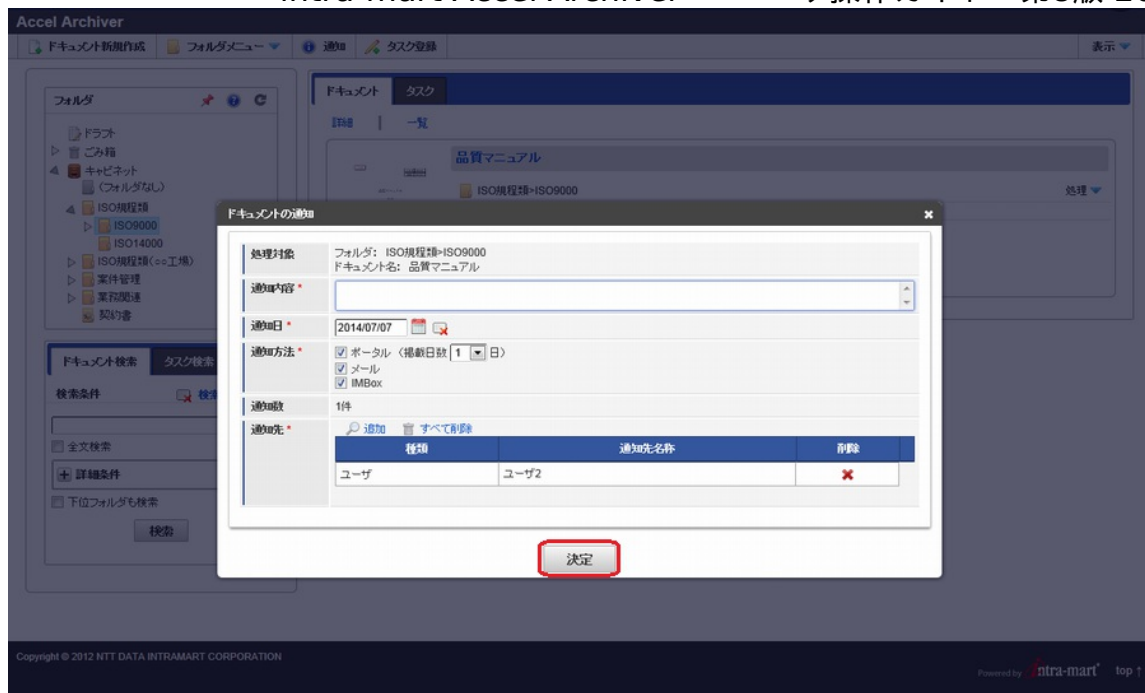 Accel Archiver
ドキュメント新規作成 フォルダメニュー 通知 タスク登録 表示
フォルダ
ドラフト
ごみ箱
キャビネット
(フォルダなし)
ISO規程類
ISO9000
ISO14000
ISO規程類(○○工場)
案件管理
業務関連
契約書
ドキュメント タスク
詳細 | 一覧
品質マニュアル
ISO規程類>ISO9000 処理
ドキュメント検索 タスク検索
検索条件
全文検索
詳細条件
下位フォルダも検索
検索
ドキュメントの通知
処理対象 フォルダ: ISO規程類>ISO9000
ドキュメント名: 品質マニュアル
通知内容 *
通知日 * 2014/07/07
通知方法 * ポータル (掲載日数 1 日)
メール
IMBox
通知数 1件
通知先 * 追加 すべて削除
種類 通知先名称 削除
ユーザ ユーザ2
決定
Copyright © 2012 NTT DATA INTRAMART CORPORATION
Powered by intra-mart top ↑